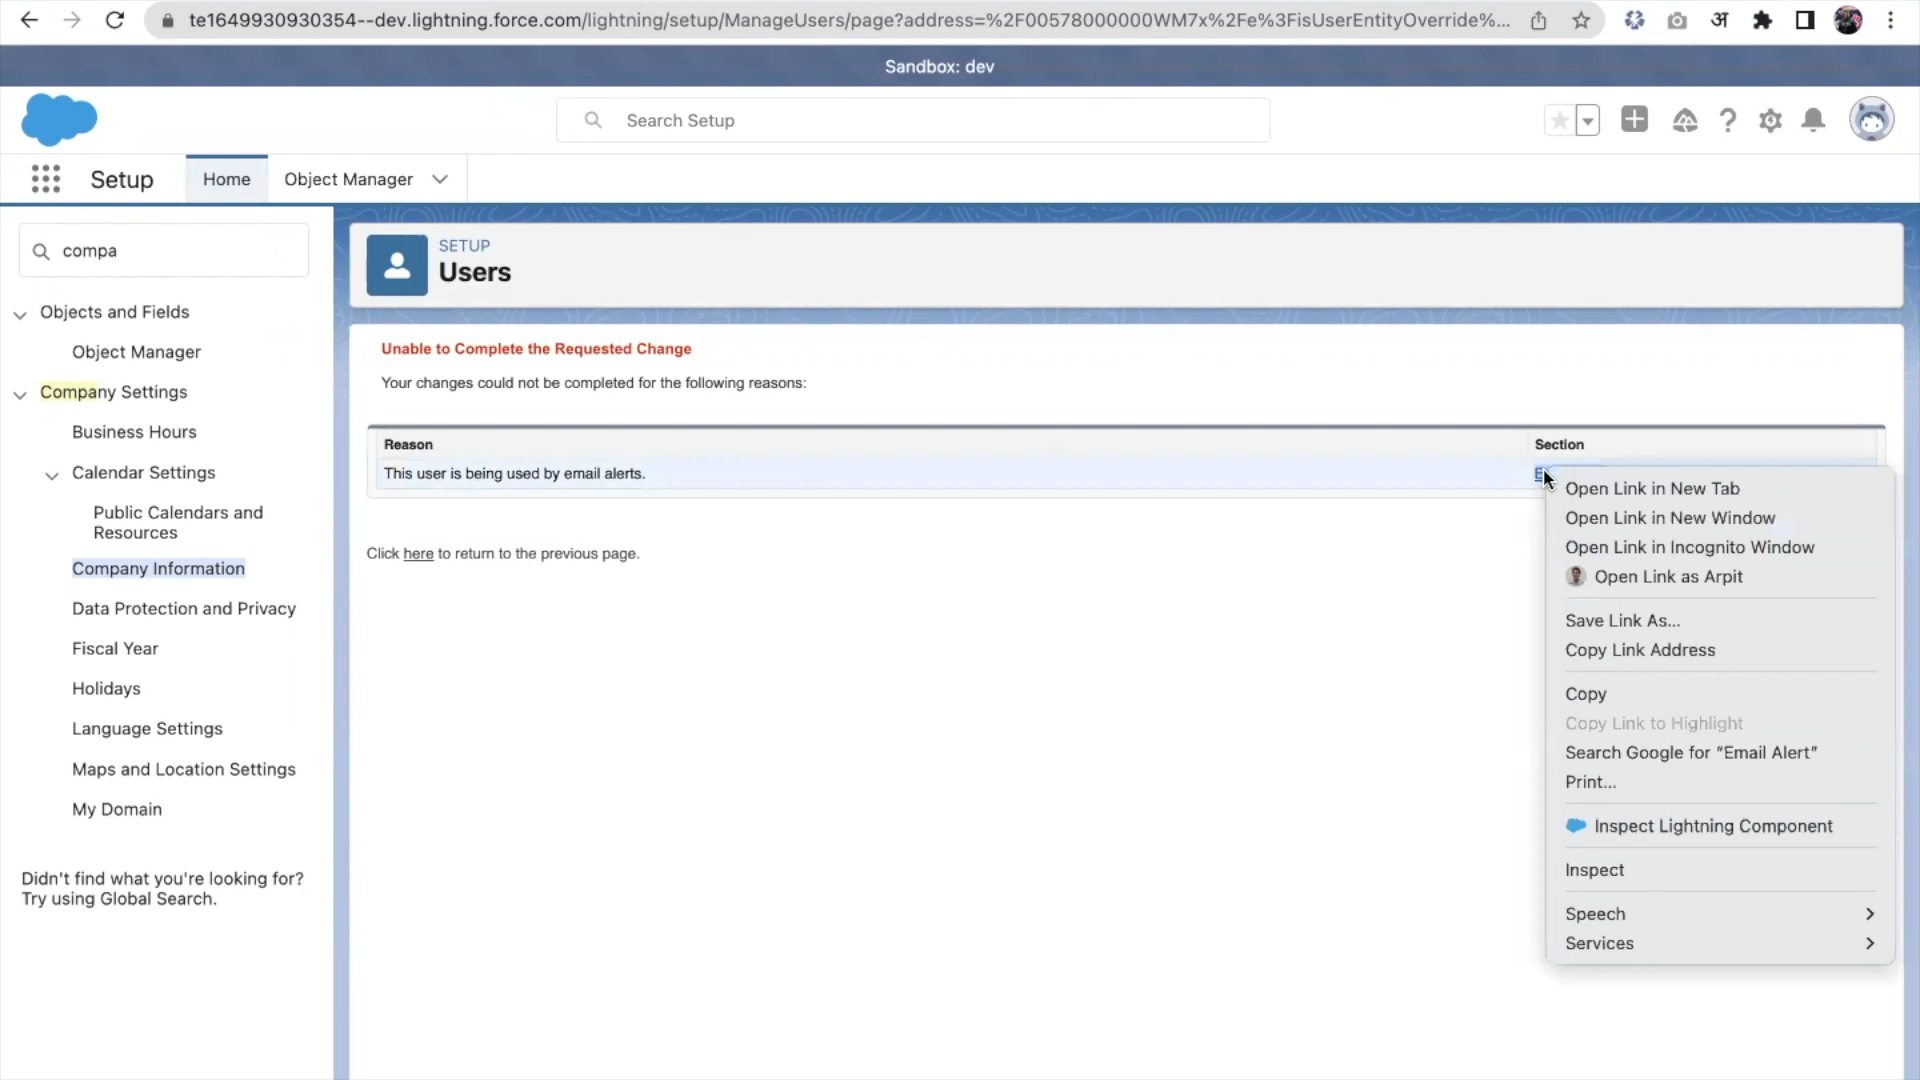 te1649930930354--dev.lightning.force.com/lightning/setup/ManageUsers/page?address=%2F00578000000WM7x%2Fe%3FisUserEntityOverride%...
अ
Sandbox: dev
Search Setup
Setup
Home
Object Manager
compa
Objects and Fields
Object Manager
Company Settings
Business Hours
Calendar Settings
Public Calendars and
Resources
Company Information
Data Protection and Privacy
Fiscal Year
Holidays
Language Settings
Maps and Location Settings
My Domain
Didn't find what you're looking for?
Try using Global Search.
SETUP
Users
Unable to Complete the Requested Change
Your changes could not be completed for the following reasons:
Reason
Section
This user is being used by email alerts.
Click here to return to the previous page.
Open Link in New Tab
Open Link in New Window
Open Link in Incognito Window
Open Link as Arpit
Save Link As...
Copy Link Address
Copy
Copy Link to Highlight
Search Google for “Email Alert”
Print...
Inspect Lightning Component
Inspect
Speech
Services